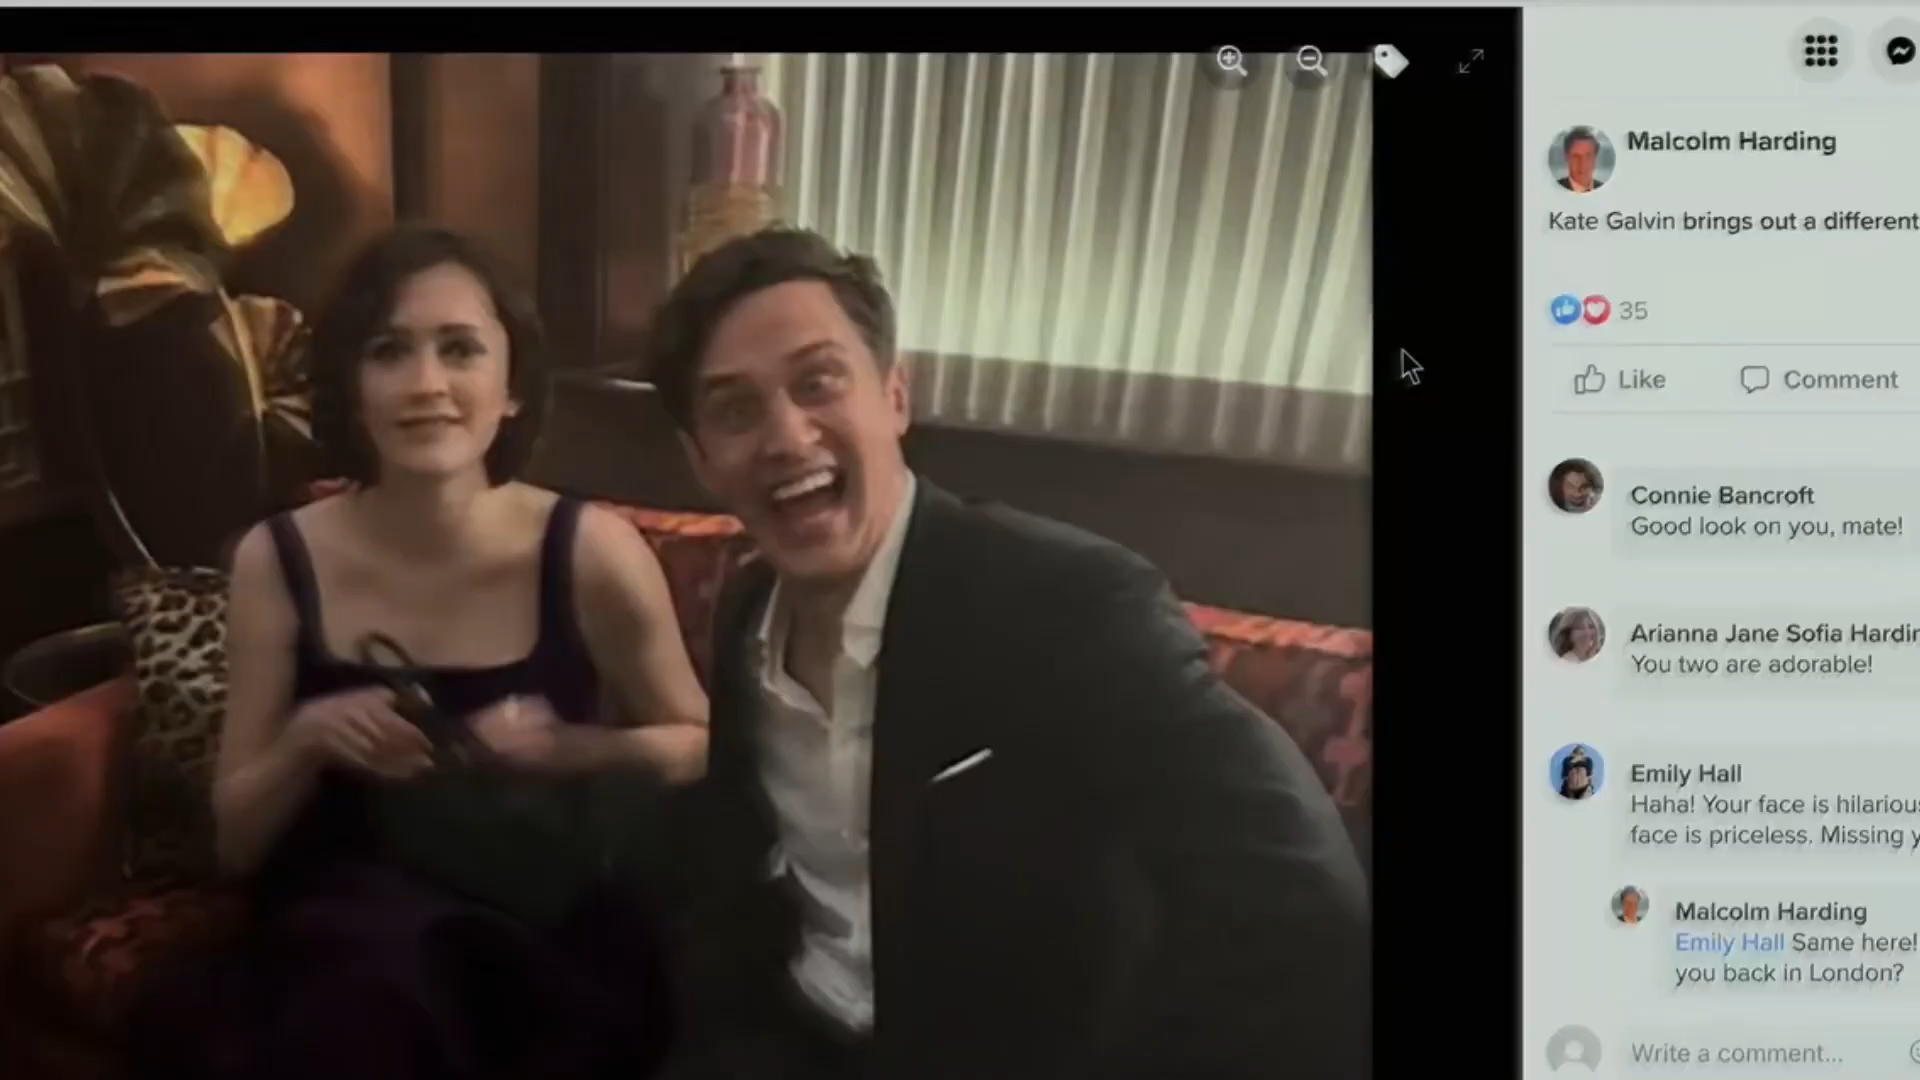 Malcolm Harding
Kate Galvin brings out a different
35
Like
Comment
Connie Bancroft
Good look on you, mate!
Arianna Jane Sofia
You two are adorable!
Emily Hall
Haha! Your face is
face is priceless. Missing
Malcolm Harding
Emily Hall Same here!
you back in London?
Write a comment...